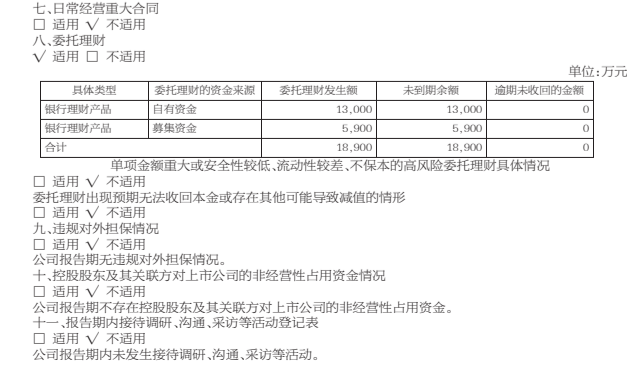 七、日常经营重大合同
□ 适用 √ 不适用
八、委托理财
√ 适用 □ 不适用
单位:万元
具体类型 委托理财的资金来源 委托理财发生额 未到期余额 逾期未收回的金额
银行理财产品 自有资金 13,000 13,000 0
银行理财产品 募集资金 5,900 5,900 0
合计 18,900 18,900 0
单项金额重大或安全性较低、流动性较差、不保本的高风险委托理财具体情况
□ 适用 √ 不适用
委托理财出现预期无法收回本金或存在其他可能导致减值的情形
□ 适用 √ 不适用
九、违规对外担保情况
□ 适用 √ 不适用
公司报告期无违规对外担保情况。
十、控股股东及其关联方对上市公司的非经营性占用资金情况
□ 适用 √ 不适用
公司报告期不存在控股股东及其关联方对上市公司的非经营性占用资金。
十一、报告期内接待调研、沟通、采访等活动登记表
□ 适用 √ 不适用
公司报告期内未发生接待调研、沟通、采访等活动。